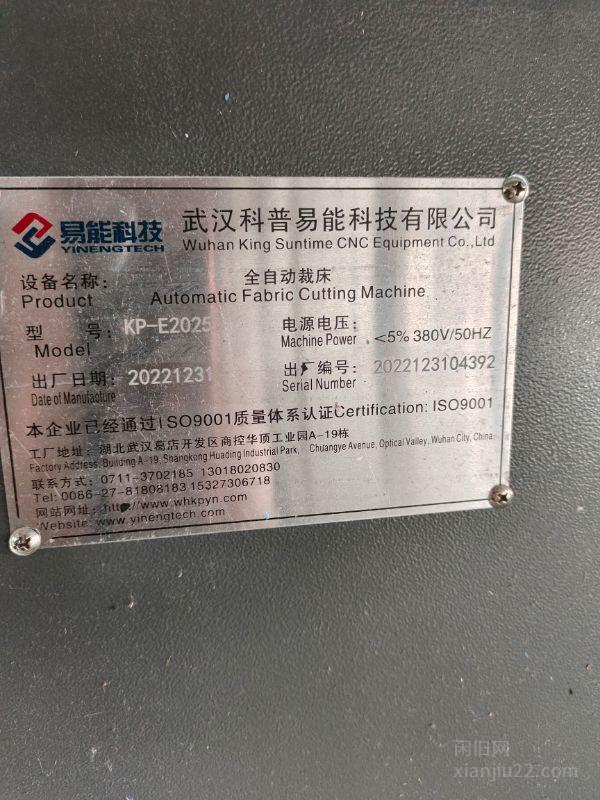 易能科技
YINENGTECH
武汉科普易能科技有限公司
Wuhan King Suntime CNC Equipment Co.,Ltd
设备名称: 全自动裁床
Product Automatic Fabric Cutting Machine
型 号: KP-E2025 电源电压: <5% 380V/50HZ
Model Machine Power
出厂日期: 20221231 出厂编号: 2022123104392
Date of Manufacture Serial Number
本企业已经通过ISO9001质量体系认证Certification: ISO9001
工厂地址: 湖北武汉葛店开发区商控华顶工业园A-19栋
Factory Address: Building A-19, Shangkong Huading Industrial Park, Chuangye Avenue, Optical Valley, Wuhan City, China
联系方式: 0711-3702185 13018020830
Tel: 0086-27-81808183 15327306718
网站网址: http://www.whkpyn.com
Website: www.yinengtech.com
闲旧网
xianjiu22.com